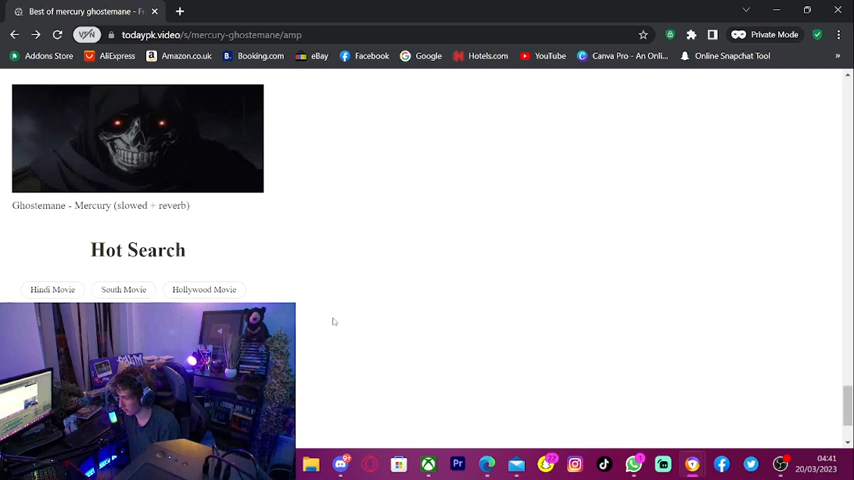 Best of mercury ghostemane - Fr
VPN
todaypk.video/s/mercury-ghostemane/amp
Private Mode
Addons Store
AliExpress
Amazon.co.uk
Booking.com
eBay
Facebook
Google
Hotels.com
YouTube
Canva Pro - An Onli...
Online Snapchat Tool
Ghostemane - Mercury (slowed + reverb)
Hot Search
Hindi Movie
South Movie
Hollywood Movie
Pr
04:41
20/03/2023